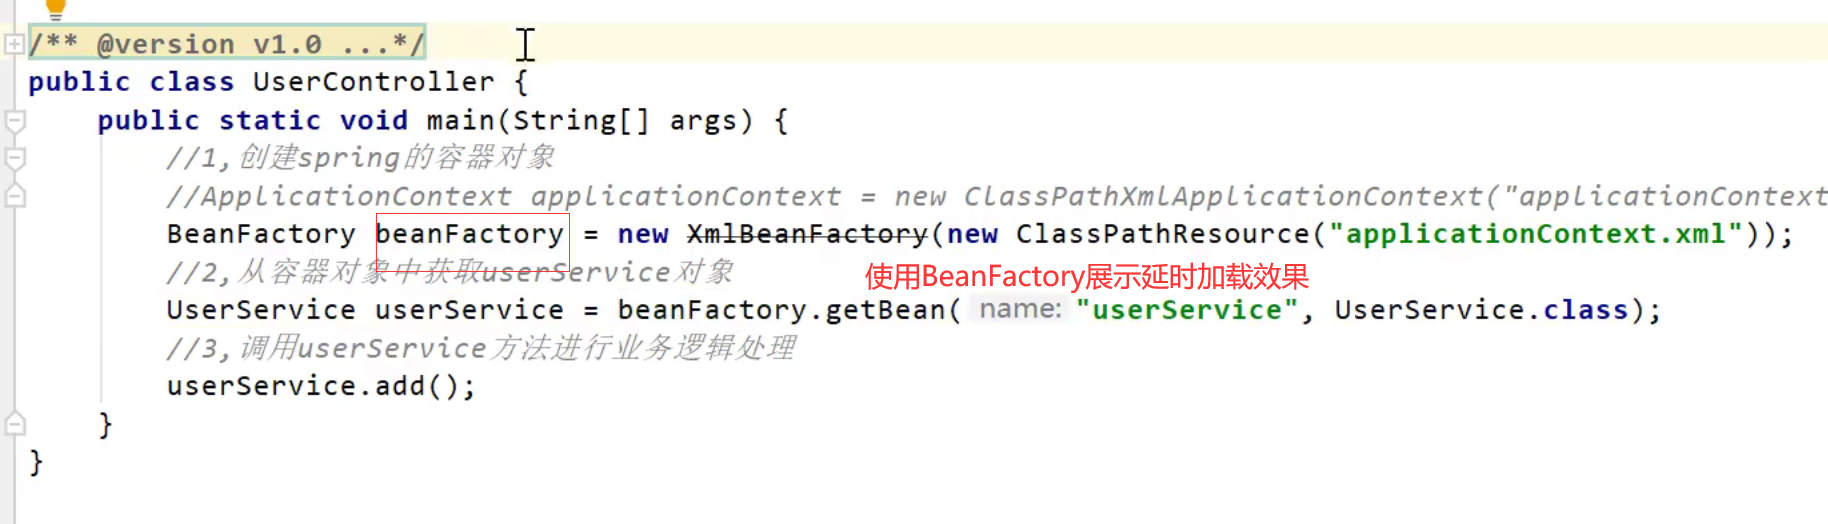 /** @version v1.0 ...*/
public class UserController {
public static void main(String[] args) {
//1,创建spring的容器对象
//ApplicationContext applicationContext = new ClassPathXmlApplicationContext("applicationContext
BeanFactory beanFactory = new XmlBeanFactory(new ClassPathResource("applicationContext.xml"));
//2,从容器对象中获取userService对象
使用BeanFactory展示延时加载效果
UserService userService = beanFactory.getBean( name: "userService", UserService.class);
//3,调用userService方法进行业务逻辑处理
userService.add();
}
}